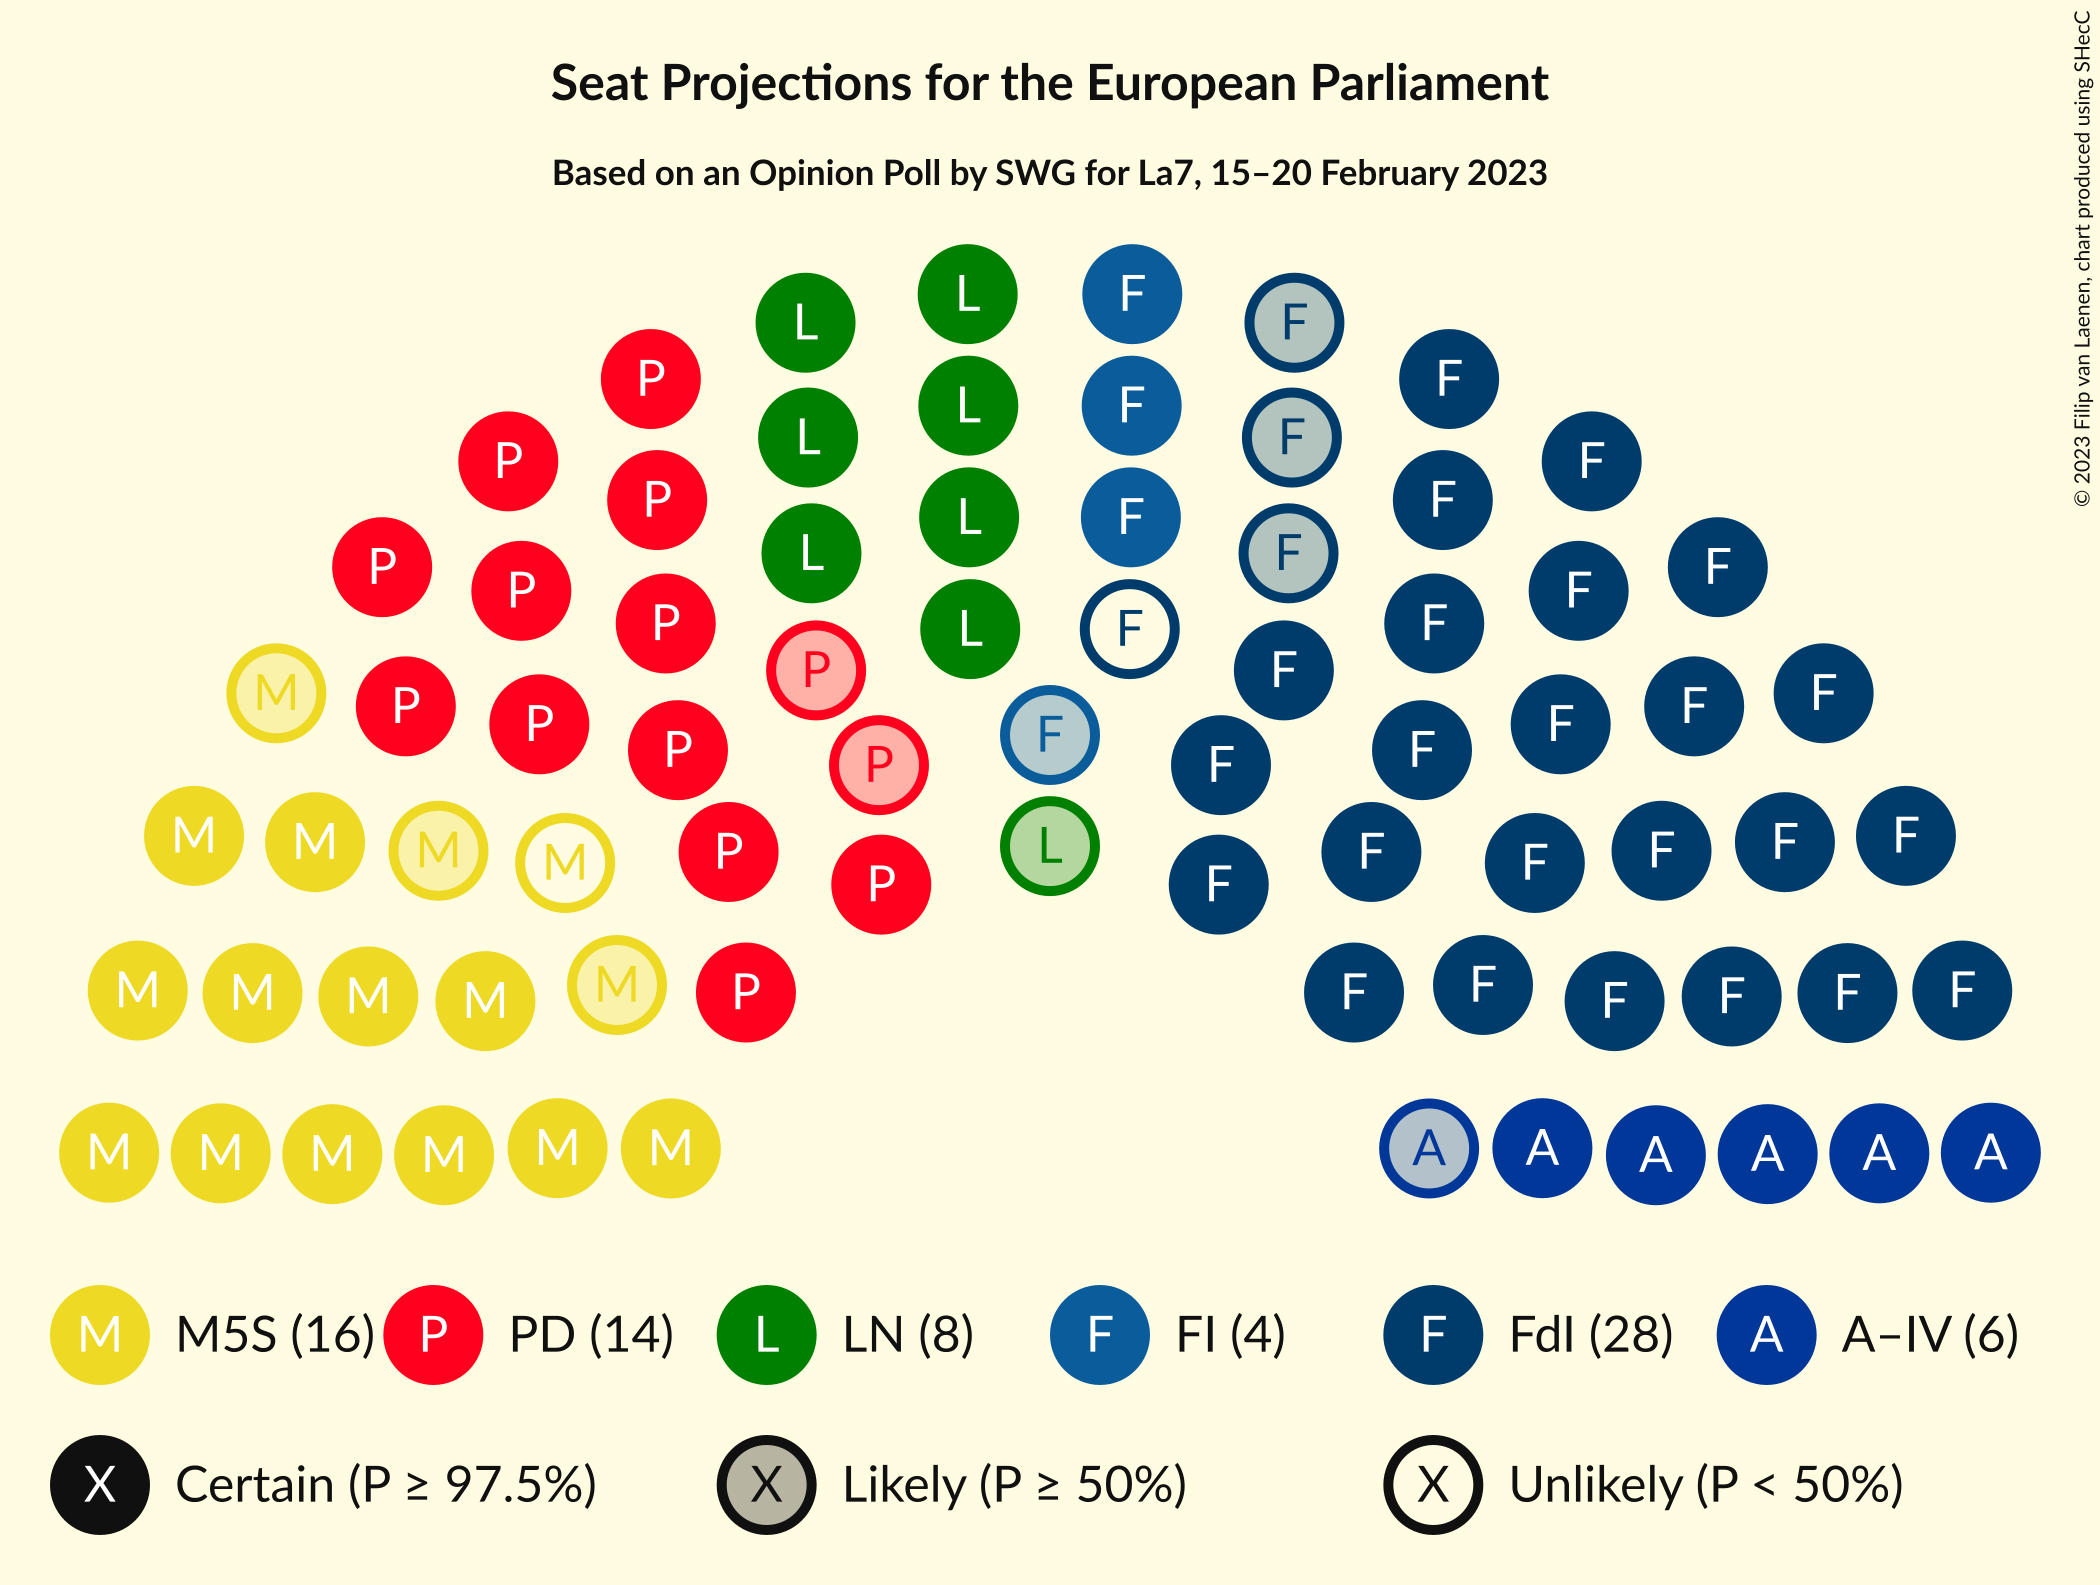 Seat Projections for the European Parliament
Based on an Opinion Poll by SWG for La7, 15–20 February 2023
© 2023 Filip van Laenen, chart produced using SHecC
L L F F
P L L F F F
P P L L F F F F
P P P P L F F F F F
M P P P P F F F F F F
M M M M P P L F F F F F F
M M M M M P F F F F F F
M M M M M M A A A A A A
M M5S (16) P PD (14) L LN (8) F FI (4) F FdI (28) A A–IV (6)
X Certain (P ≥ 97.5%) X Likely (P ≥ 50%) X Unlikely (P < 50%)